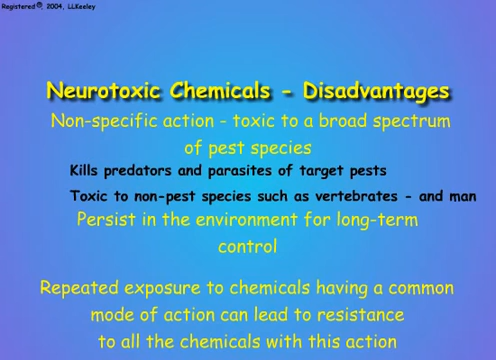 Registered®, 2004, LLKeeley
Neurotoxic Chemicals - Disadvantages
Non-specific action - toxic to a broad spectrum
of pest species
Kills predators and parasites of target pests
Toxic to non-pest species such as vertebrates - and man
Persist in the environment for long-term
control
Repeated exposure to chemicals having a common
mode of action can lead to resistance
to all the chemicals with this action